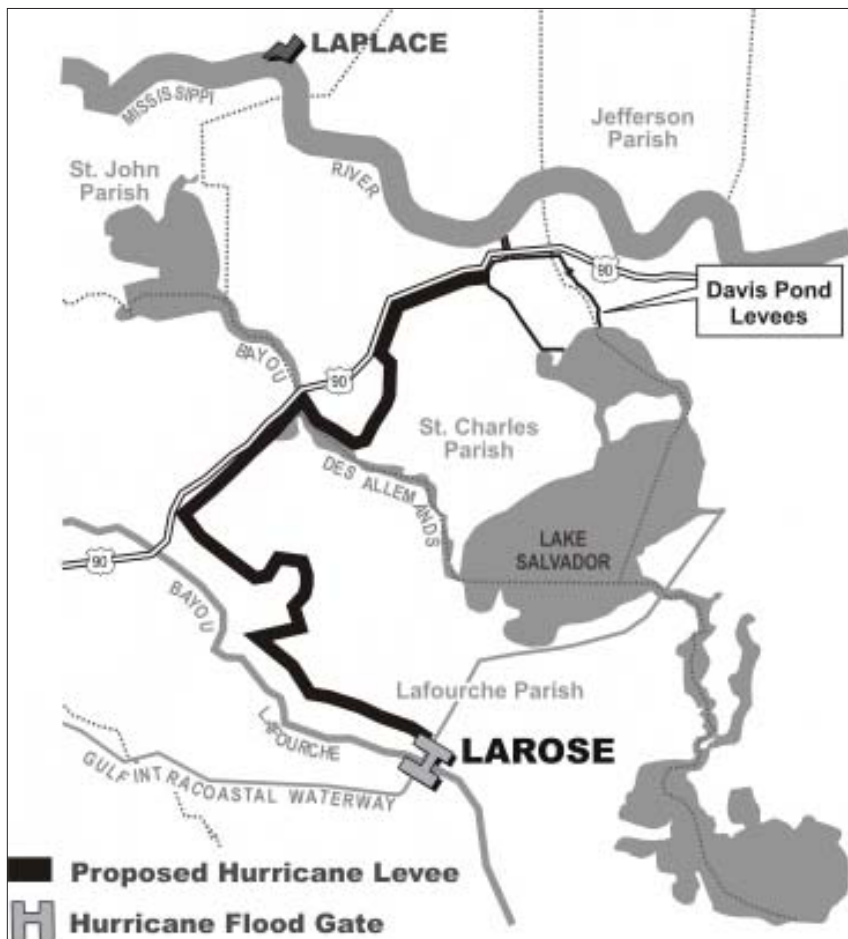 LAPLACE
MISSISSIPPI
RIVER
Jefferson
Parish
St. John
Parish
90
Davis Pond
Levees
BAYOU
90
St. Charles
Parish
DES ALLEMANDS
LAKE
SALVADOR
90
BAYOU
LAFOURCHE
Lafourche Parish
LAROSE
GULF INTRACOASTAL WATERWAY
Proposed Hurricane Levee
Hurricane Flood Gate